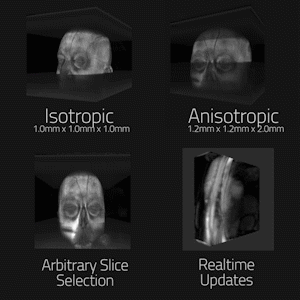 Isotropic
1.0mm x 1.0mm x 1.0mm
Anisotropic
1.2mm x 1.2mm x 2.0mm
Arbitrary Slice
Selection
Realtime
Updates